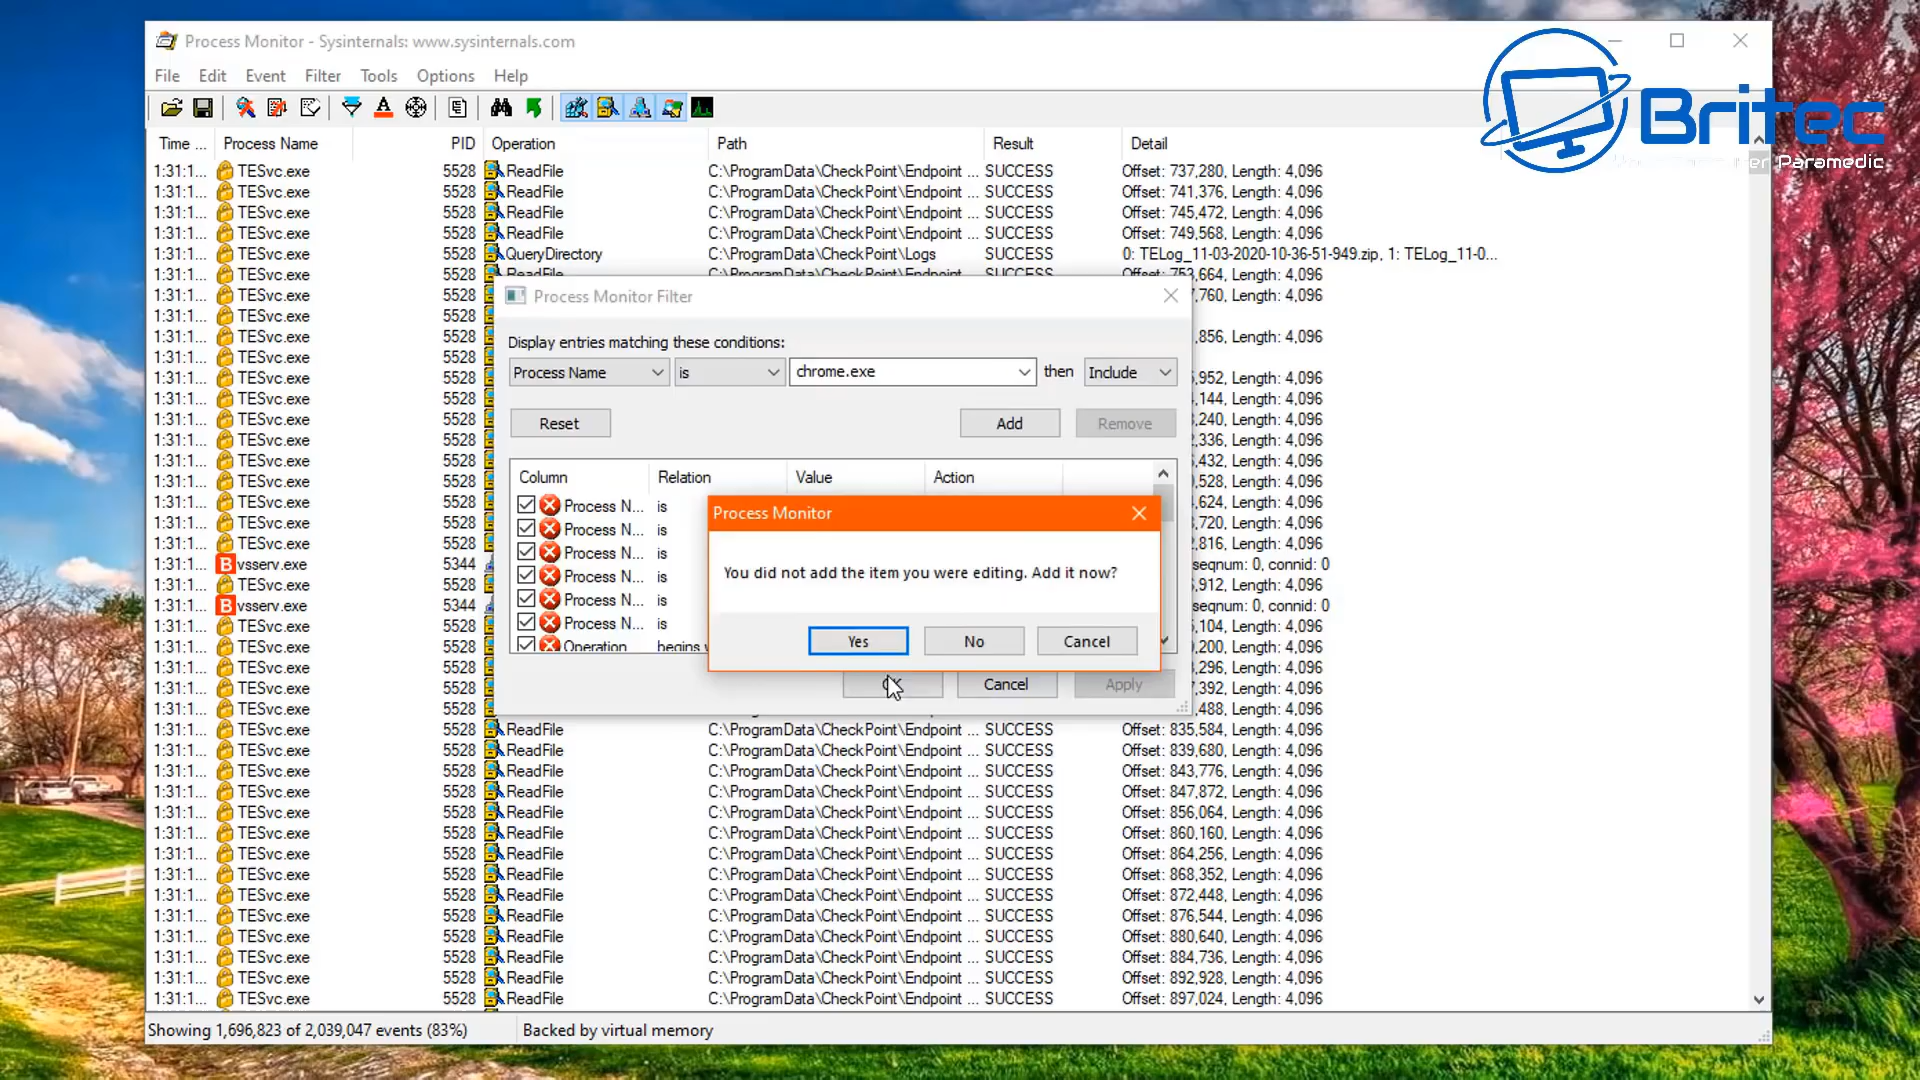 Process Monitor - Sysinternals: www.sysinternals.com
File Edit Event Filter Tools Options Help
Britec
Paramedic
Time ... Process Name PID Operation Path Result Detail
1:31:1... TESvc.exe 5528 ReadFile C:\ProgramData\CheckPoint\Endpoint ... SUCCESS Offset: 737,280, Length: 4,096
1:31:1... TESvc.exe 5528 ReadFile C:\ProgramData\CheckPoint\Endpoint ... SUCCESS Offset: 741,376, Length: 4,096
1:31:1... TESvc.exe 5528 ReadFile C:\ProgramData\CheckPoint\Endpoint ... SUCCESS Offset: 745,472, Length: 4,096
1:31:1... TESvc.exe 5528 ReadFile C:\ProgramData\CheckPoint\Endpoint ... SUCCESS Offset: 749,568, Length: 4,096
1:31:1... TESvc.exe 5528 QueryDirectory C:\ProgramData\CheckPoint\Logs SUCCESS 0: TELog_11-03-2020-10-36-51-949.zip, 1: TELog_11-0...
1:31:1... TESvc.exe 5528 ReadFile C:\ProgramData\CheckPoint\Endpoint ... SUCCESS Offset: 753,664, Length: 4,096
1:31:1... TESvc.exe 5528 ,760, Length: 4,096
1:31:1... TESvc.exe 5528
1:31:1... TESvc.exe 5528 ,856, Length: 4,096
1:31:1... TESvc.exe 5528
1:31:1... TESvc.exe 5528 ,952, Length: 4,096
1:31:1... TESvc.exe 5528 ,144, Length: 4,096
1:31:1... TESvc.exe 5528 ,240, Length: 4,096
1:31:1... TESvc.exe 5528 ,336, Length: 4,096
1:31:1... TESvc.exe 5528 ,432, Length: 4,096
1:31:1... TESvc.exe 5528 ,528, Length: 4,096
1:31:1... TESvc.exe 5528 ,624, Length: 4,096
1:31:1... TESvc.exe 5528 ,720, Length: 4,096
1:31:1... TESvc.exe 5528 ,816, Length: 4,096
1:31:1... vsserv.exe 5344 seqnum: 0, connid: 0
1:31:1... TESvc.exe 5528 ,912, Length: 4,096
1:31:1... vsserv.exe 5344 seqnum: 0, connid: 0
1:31:1... TESvc.exe 5528 ,104, Length: 4,096
1:31:1... TESvc.exe 5528 ,200, Length: 4,096
1:31:1... TESvc.exe 5528 ,296, Length: 4,096
1:31:1... TESvc.exe 5528 ,392, Length: 4,096
1:31:1... TESvc.exe 5528 ,488, Length: 4,096
1:31:1... TESvc.exe 5528 ReadFile C:\ProgramData\CheckPoint\Endpoint ... SUCCESS Offset: 835,584, Length: 4,096
1:31:1... TESvc.exe 5528 ReadFile C:\ProgramData\CheckPoint\Endpoint ... SUCCESS Offset: 839,680, Length: 4,096
1:31:1... TESvc.exe 5528 ReadFile C:\ProgramData\CheckPoint\Endpoint ... SUCCESS Offset: 843,776, Length: 4,096
1:31:1... TESvc.exe 5528 ReadFile C:\ProgramData\CheckPoint\Endpoint ... SUCCESS Offset: 847,872, Length: 4,096
1:31:1... TESvc.exe 5528 ReadFile C:\ProgramData\CheckPoint\Endpoint ... SUCCESS Offset: 856,064, Length: 4,096
1:31:1... TESvc.exe 5528 ReadFile C:\ProgramData\CheckPoint\Endpoint ... SUCCESS Offset: 860,160, Length: 4,096
1:31:1... TESvc.exe 5528 ReadFile C:\ProgramData\CheckPoint\Endpoint ... SUCCESS Offset: 864,256, Length: 4,096
1:31:1... TESvc.exe 5528 ReadFile C:\ProgramData\CheckPoint\Endpoint ... SUCCESS Offset: 868,352, Length: 4,096
1:31:1... TESvc.exe 5528 ReadFile C:\ProgramData\CheckPoint\Endpoint ... SUCCESS Offset: 872,448, Length: 4,096
1:31:1... TESvc.exe 5528 ReadFile C:\ProgramData\CheckPoint\Endpoint ... SUCCESS Offset: 876,544, Length: 4,096
1:31:1... TESvc.exe 5528 ReadFile C:\ProgramData\CheckPoint\Endpoint ... SUCCESS Offset: 880,640, Length: 4,096
1:31:1... TESvc.exe 5528 ReadFile C:\ProgramData\CheckPoint\Endpoint ... SUCCESS Offset: 884,736, Length: 4,096
1:31:1... TESvc.exe 5528 ReadFile C:\ProgramData\CheckPoint\Endpoint ... SUCCESS Offset: 892,928, Length: 4,096
1:31:1... TESvc.exe 5528 ReadFile C:\ProgramData\CheckPoint\Endpoint ... SUCCESS Offset: 897,024, Length: 4,096
Process Monitor Filter
Display entries matching these conditions:
Process Name is chrome.exe then Include
Reset Add Remove
Column Relation Value Action
Process N... is
Process N... is
Process N... is
Process N... is
Process N... is
Process N... is
Operation begins
Cancel Apply
Process Monitor
You did not add the item you were editing. Add it now?
Yes No Cancel
Showing 1,696,823 of 2,039,047 events (83%) Backed by virtual memory